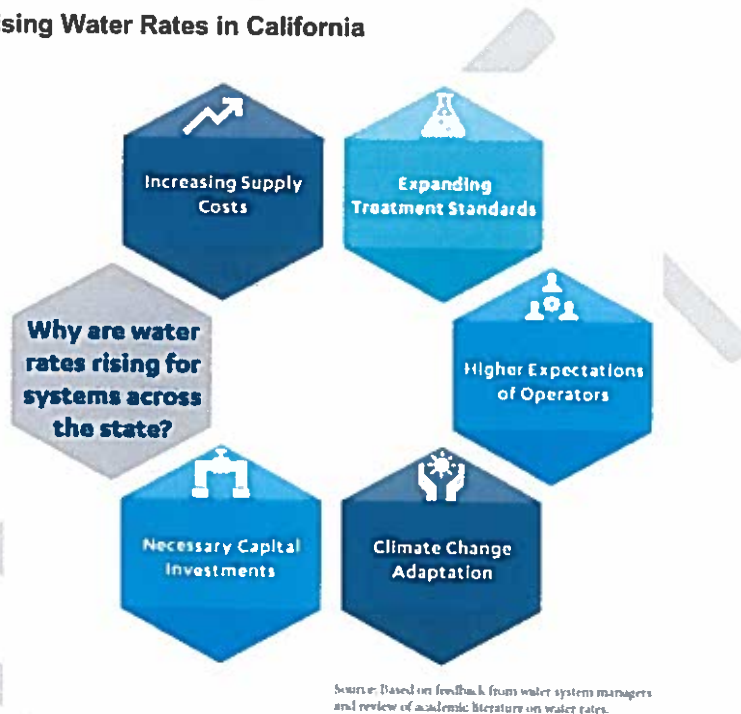 ising Water Rates in California
Increasing Supply
Costs
Expanding
Treatment Standards
Higher Expectations
of Operators
Why are water
rates rising for
systems across
the state?
Necessary Capital
Investments
Climate Change
Adaptation
Source: Based on feedback from water system managers
and review of academic literature on water rates.